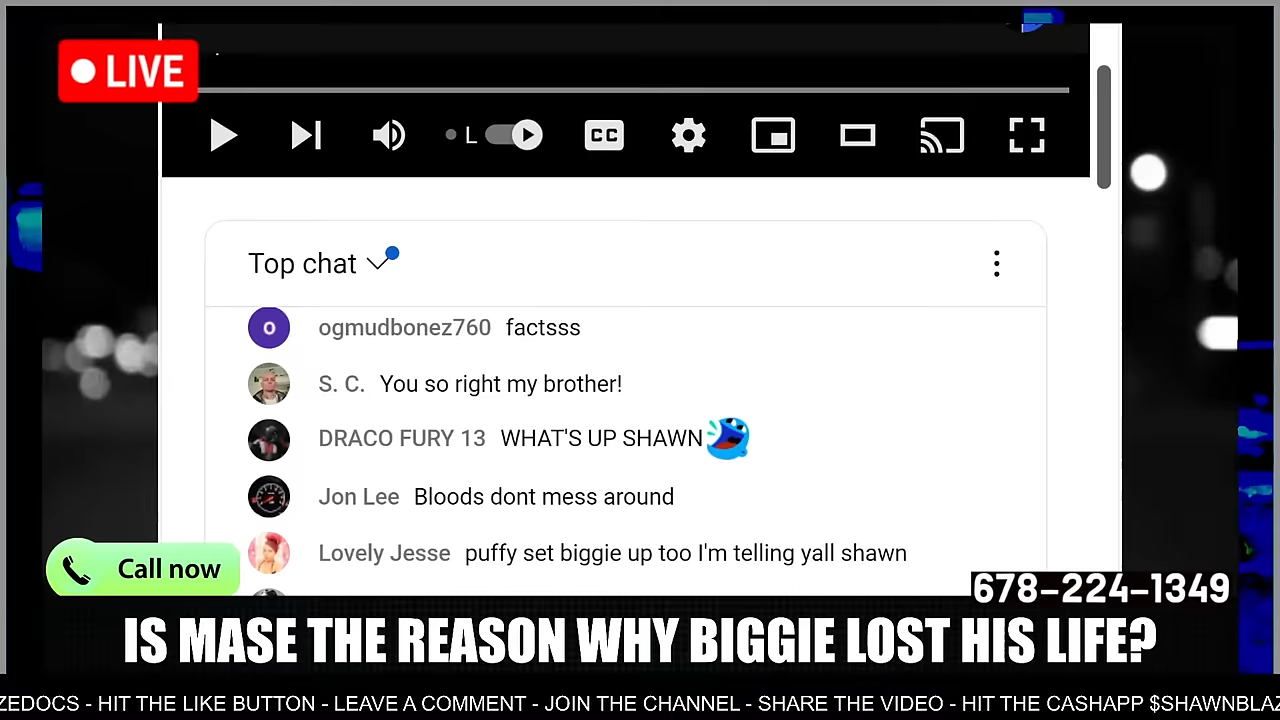 LIVE
L
CC
Top chat
O
ogmudbonez760 factsss
S. C. You so right my brother!
DRACO FURY 13 WHAT'S UP SHAWN
Jon Lee Bloods dont mess around
Lovely Jesse puffy set biggie up too I'm telling yall shawn
Call now
678-224-1349
IS MASE THE REASON WHY BIGGIE LOST HIS LIFE?
ZEDOCS - HIT THE LIKE BUTTON - LEAVE A COMMENT - JOIN THE CHANNEL - SHARE THE VIDEO - HIT THE CASHAPP $SHAWNBLAZ